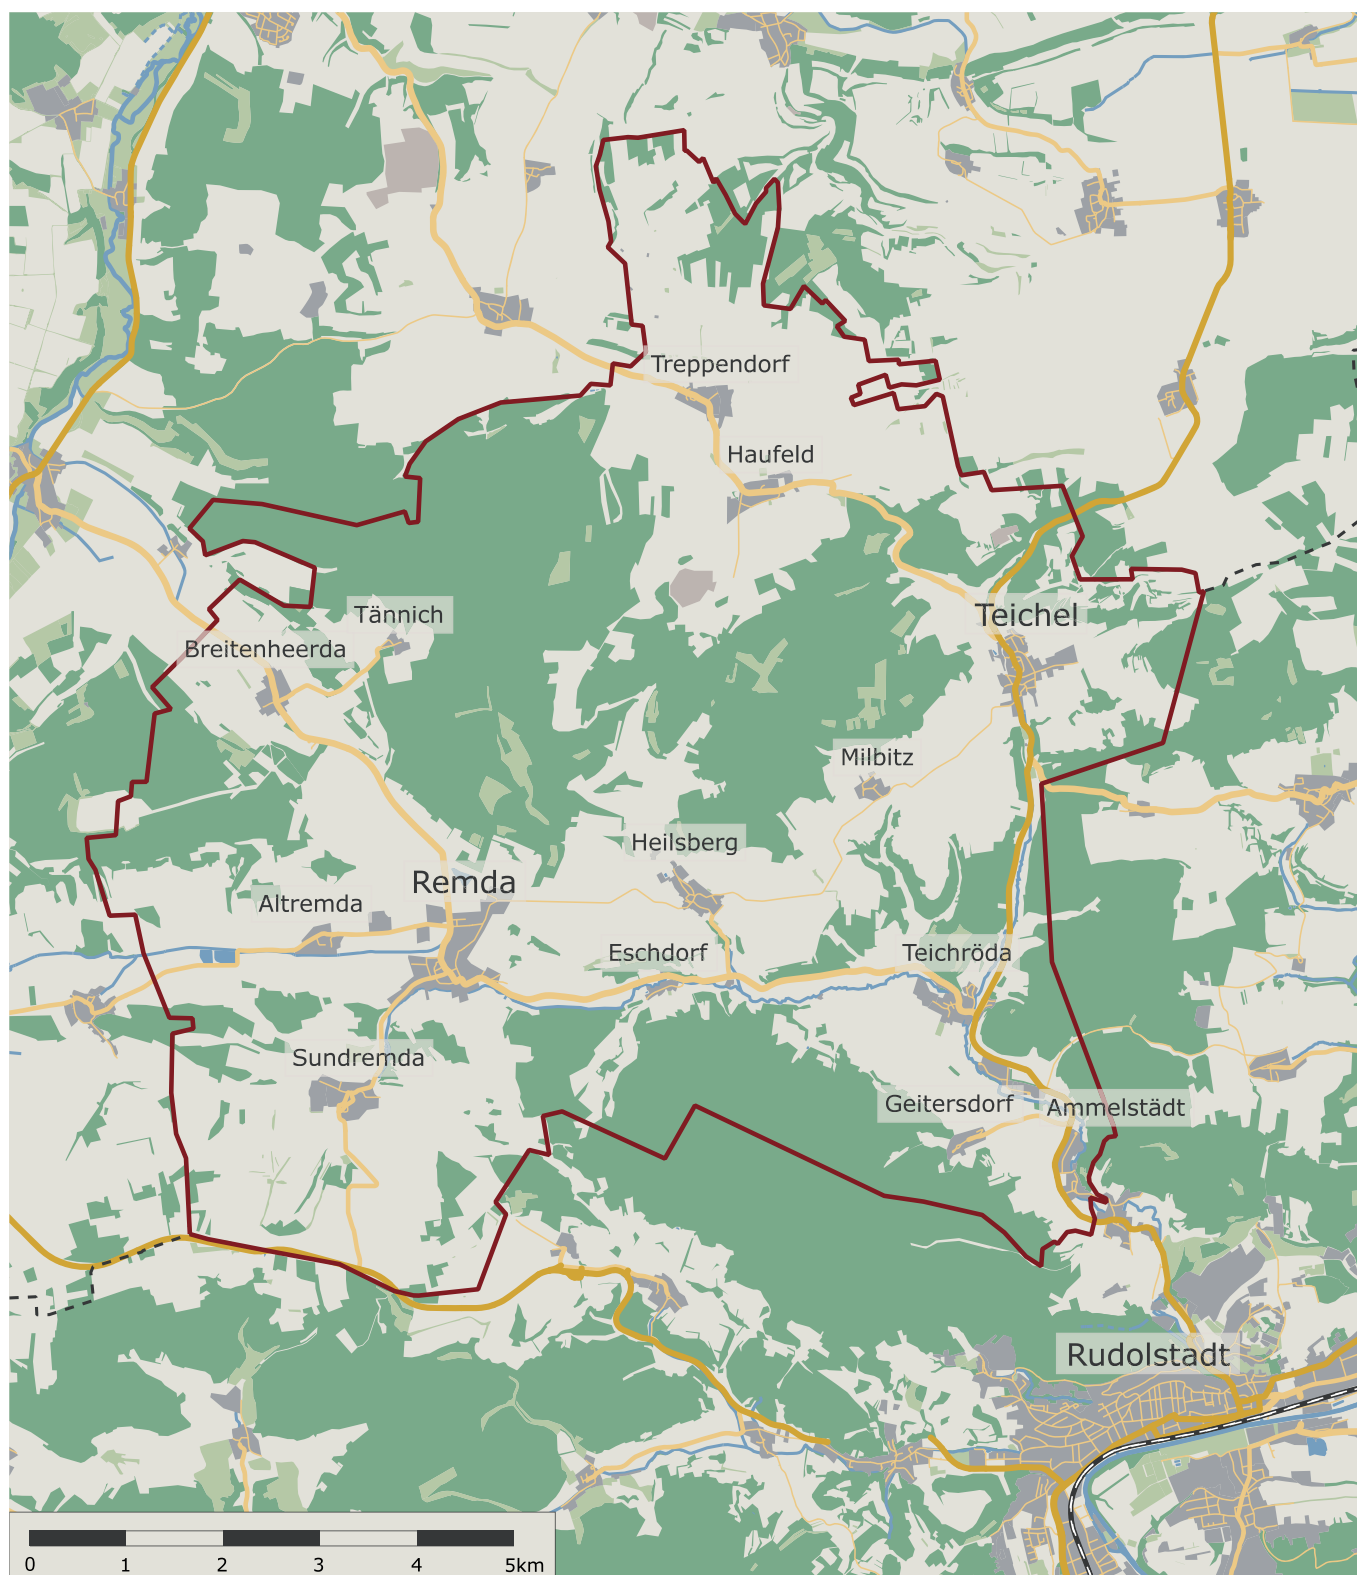 Treppendorf
Haufeld
Tännich
Teichel
Breitenheerda
Milbitz
Heilsberg
Remda
Altremda
Eschdorf
Teichröda
Sundremda
Geitersdorf
Ammelstädt
Rudolstadt
0 1 2 3 4 5km